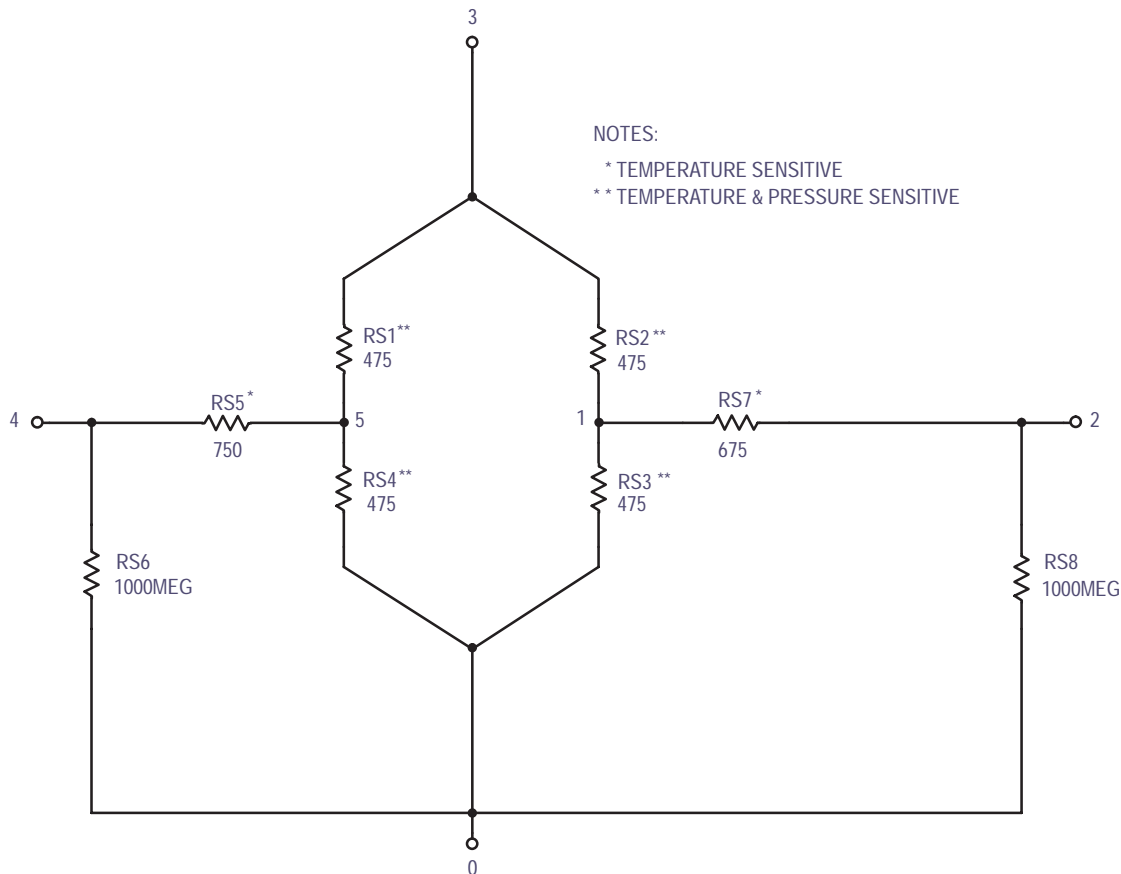 3
NOTES:
* TEMPERATURE SENSITIVE
* * TEMPERATURE & PRESSURE SENSITIVE
RS1**
475
RS2**
475
4
RS5*
750
5
1
RS7*
675
2
RS4**
475
RS3**
475
RS6
1000MEG
RS8
1000MEG
0